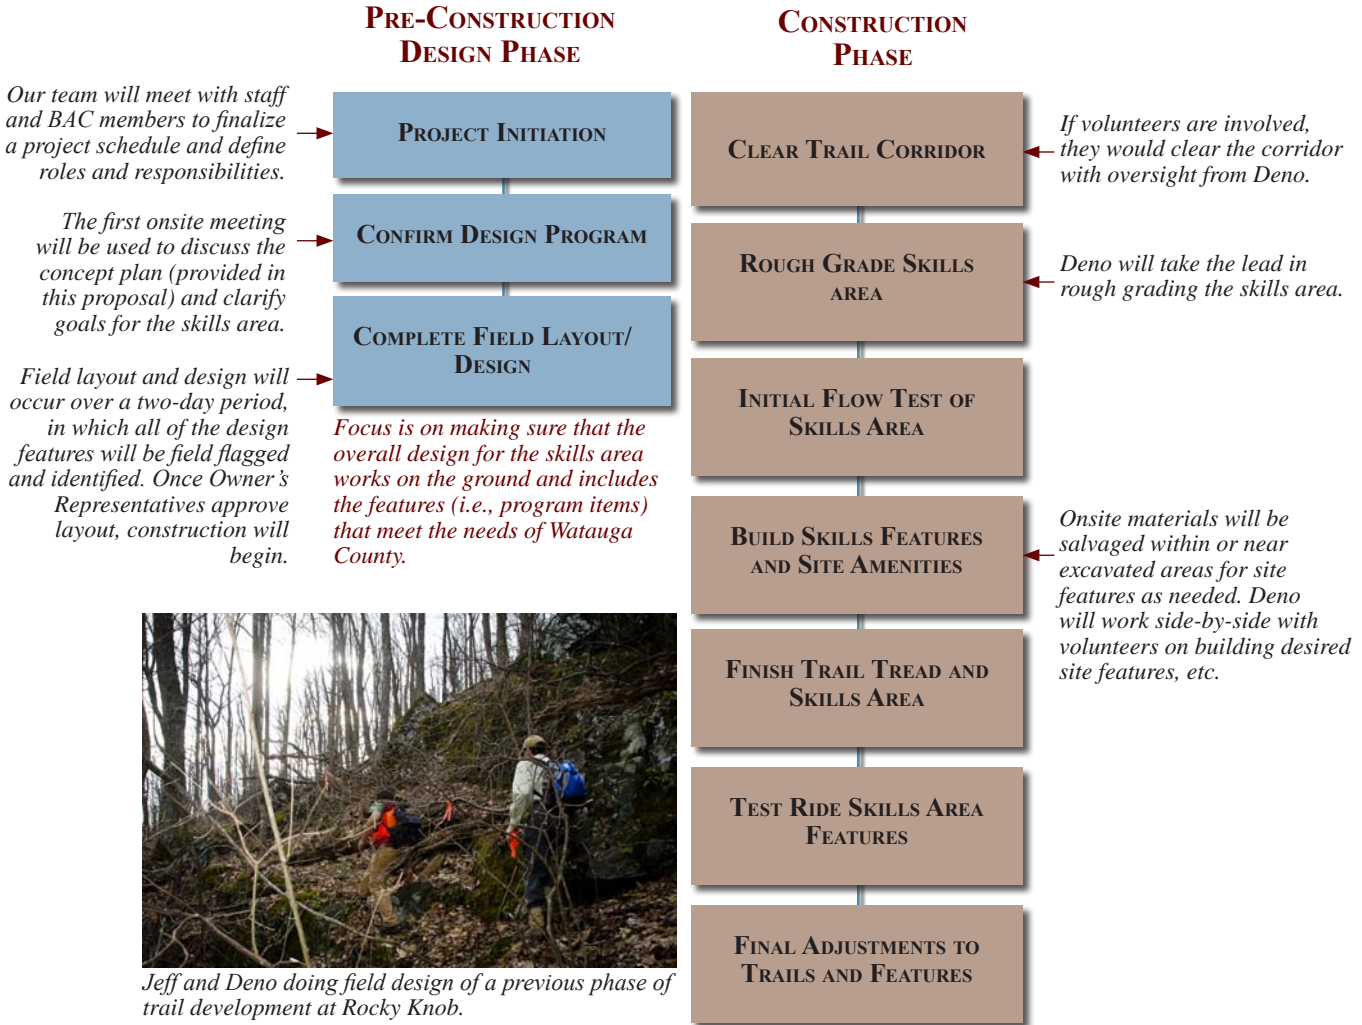 Pre-Construction
Design Phase
Our team will meet with staff
and BAC members to finalize
a project schedule and define
roles and responsibilities.
Project Initiation
The first onsite meeting
will be used to discuss the
concept plan (provided in
this proposal) and clarify
goals for the skills area.
Confirm Design Program
Field layout and design will
occur over a two-day period,
in which all of the design
features will be field flagged
and identified. Once Owner's
Representatives approve
layout, construction will
begin.
Complete Field Layout/
Design
Focus is on making sure that the
overall design for the skills area
works on the ground and includes
the features (i.e., program items)
that meet the needs of Watauga
County.
Jeff and Deno doing field design of a previous phase of
trail development at Rocky Knob.
Construction
Phase
Clear Trail Corridor
If volunteers are involved,
they would clear the corridor
with oversight from Deno.
Rough Grade Skills
area
Deno will take the lead in
rough grading the skills area.
Initial Flow Test of
Skills Area
Build Skills Features
and Site Amenities
Onsite materials will be
salvaged within or near
excavated areas for site
features as needed. Deno
will work side-by-side with
volunteers on building desired
site features, etc.
Finish Trail Tread and
Skills Area
Test Ride Skills Area
Features
Final Adjustments to
Trails and Features